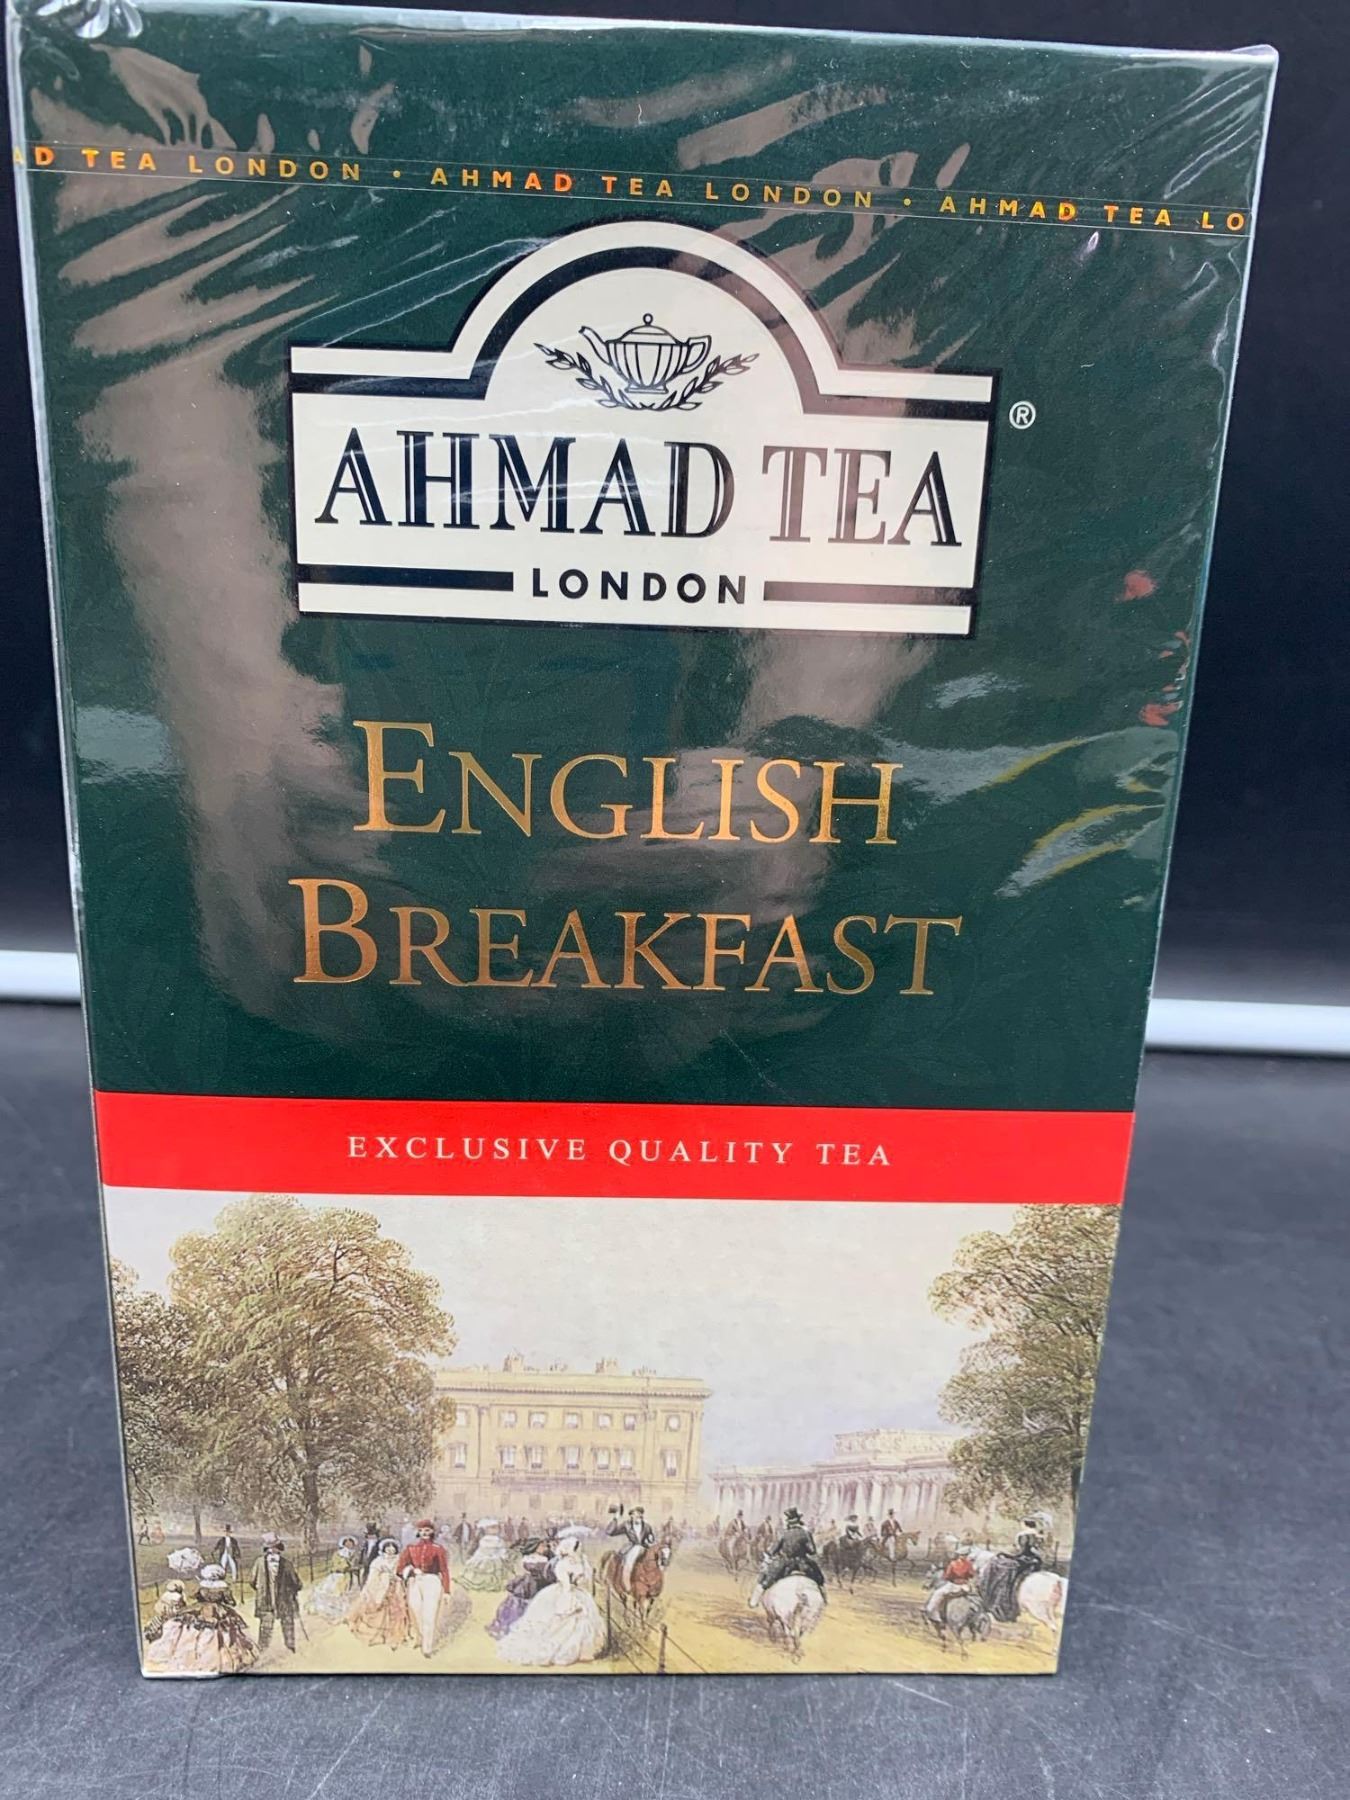 D TEA LONDON • AHMAD TEA LONDON • AHMAD TEA LO
AHMAD TEA
®
LONDON
ENGLISH
BREAKFAST
EXCLUSIVE QUALITY TEA